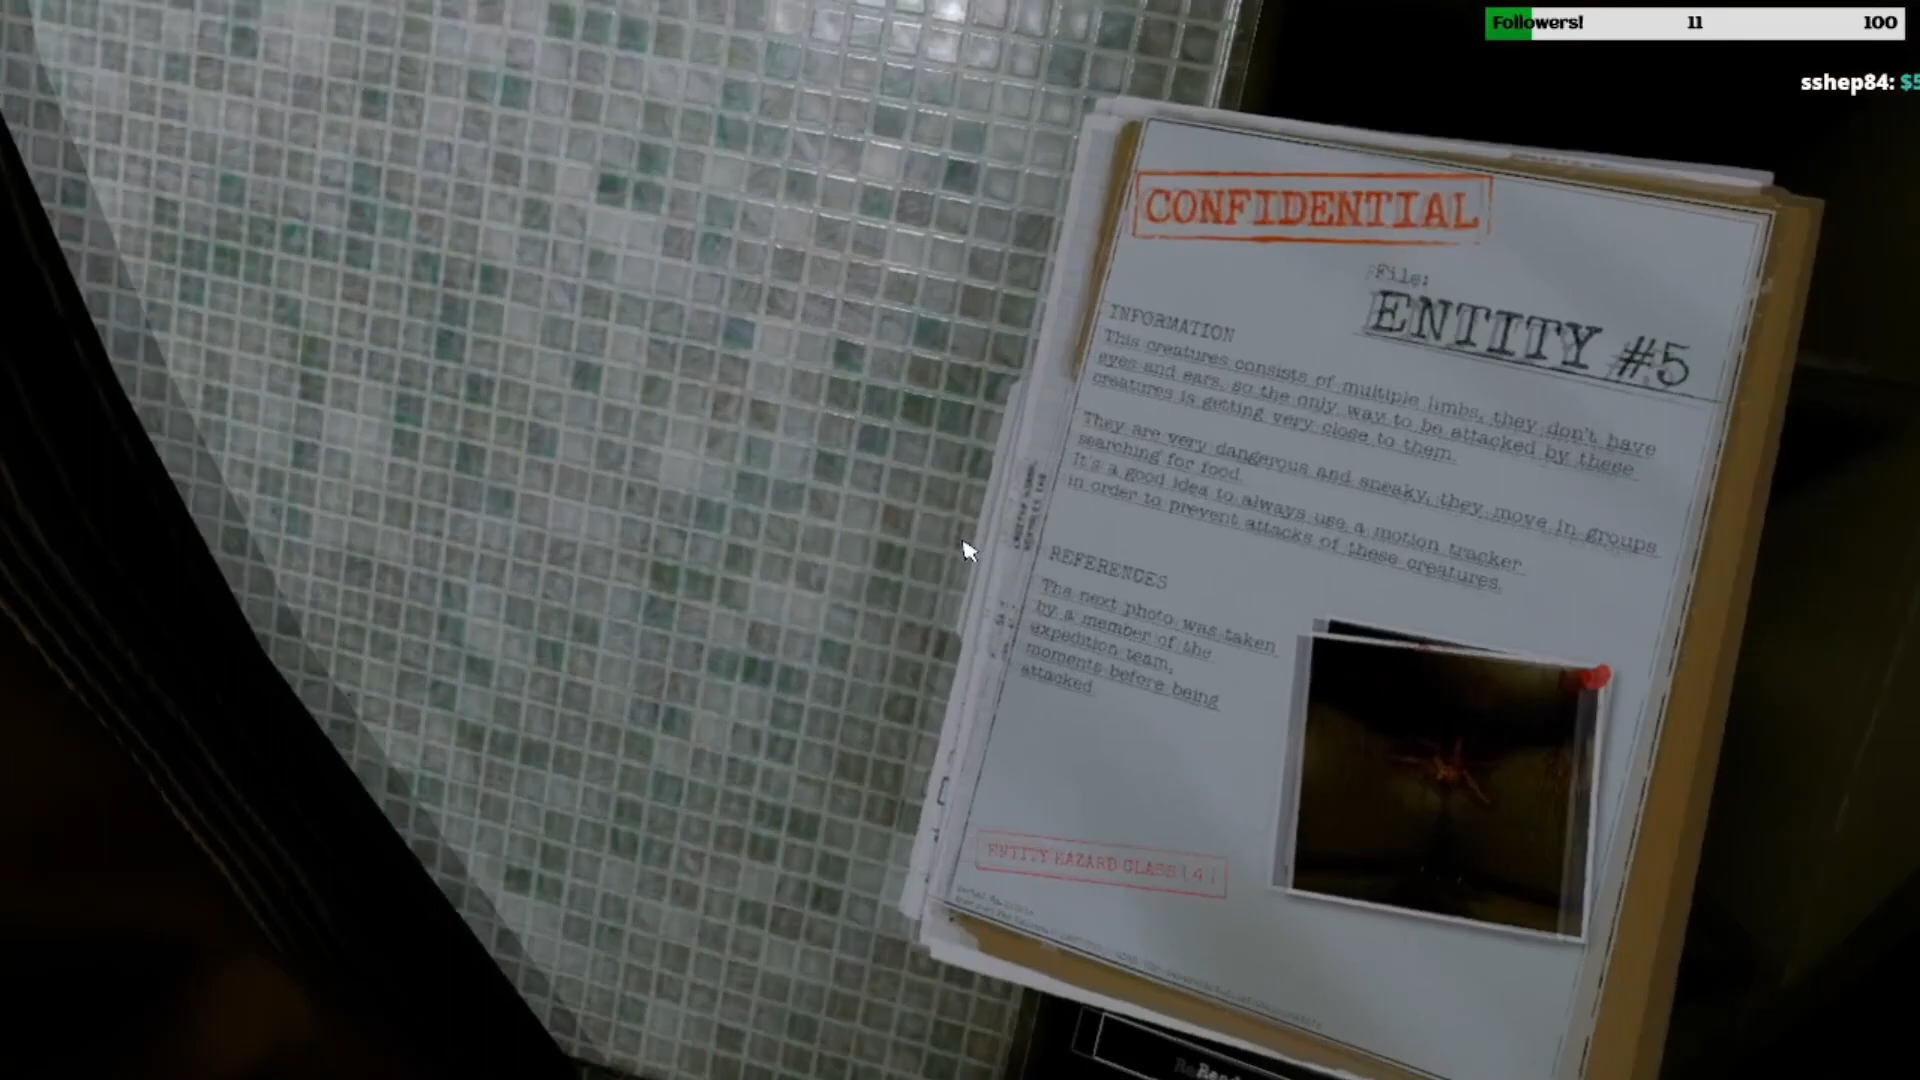 Followers! 11 100
sshep84: $5
CONFIDENTIAL
File:
ENTITY #5
INFORMATION
This creatures consists of multiple limbs, they don't have
eyes and ears, so the only way to be attacked by these
creatures is getting very close to them.
They are very dangerous and sneaky, they move in groups
searching for food.
It's a good idea to always use a motion tracker
in order to prevent attacks of these creatures.
REFERENCES
The next photo was taken
by a member of the
expedition team,
moments before being
attacked.
ENTITY HAZARD CLASS | 4 |